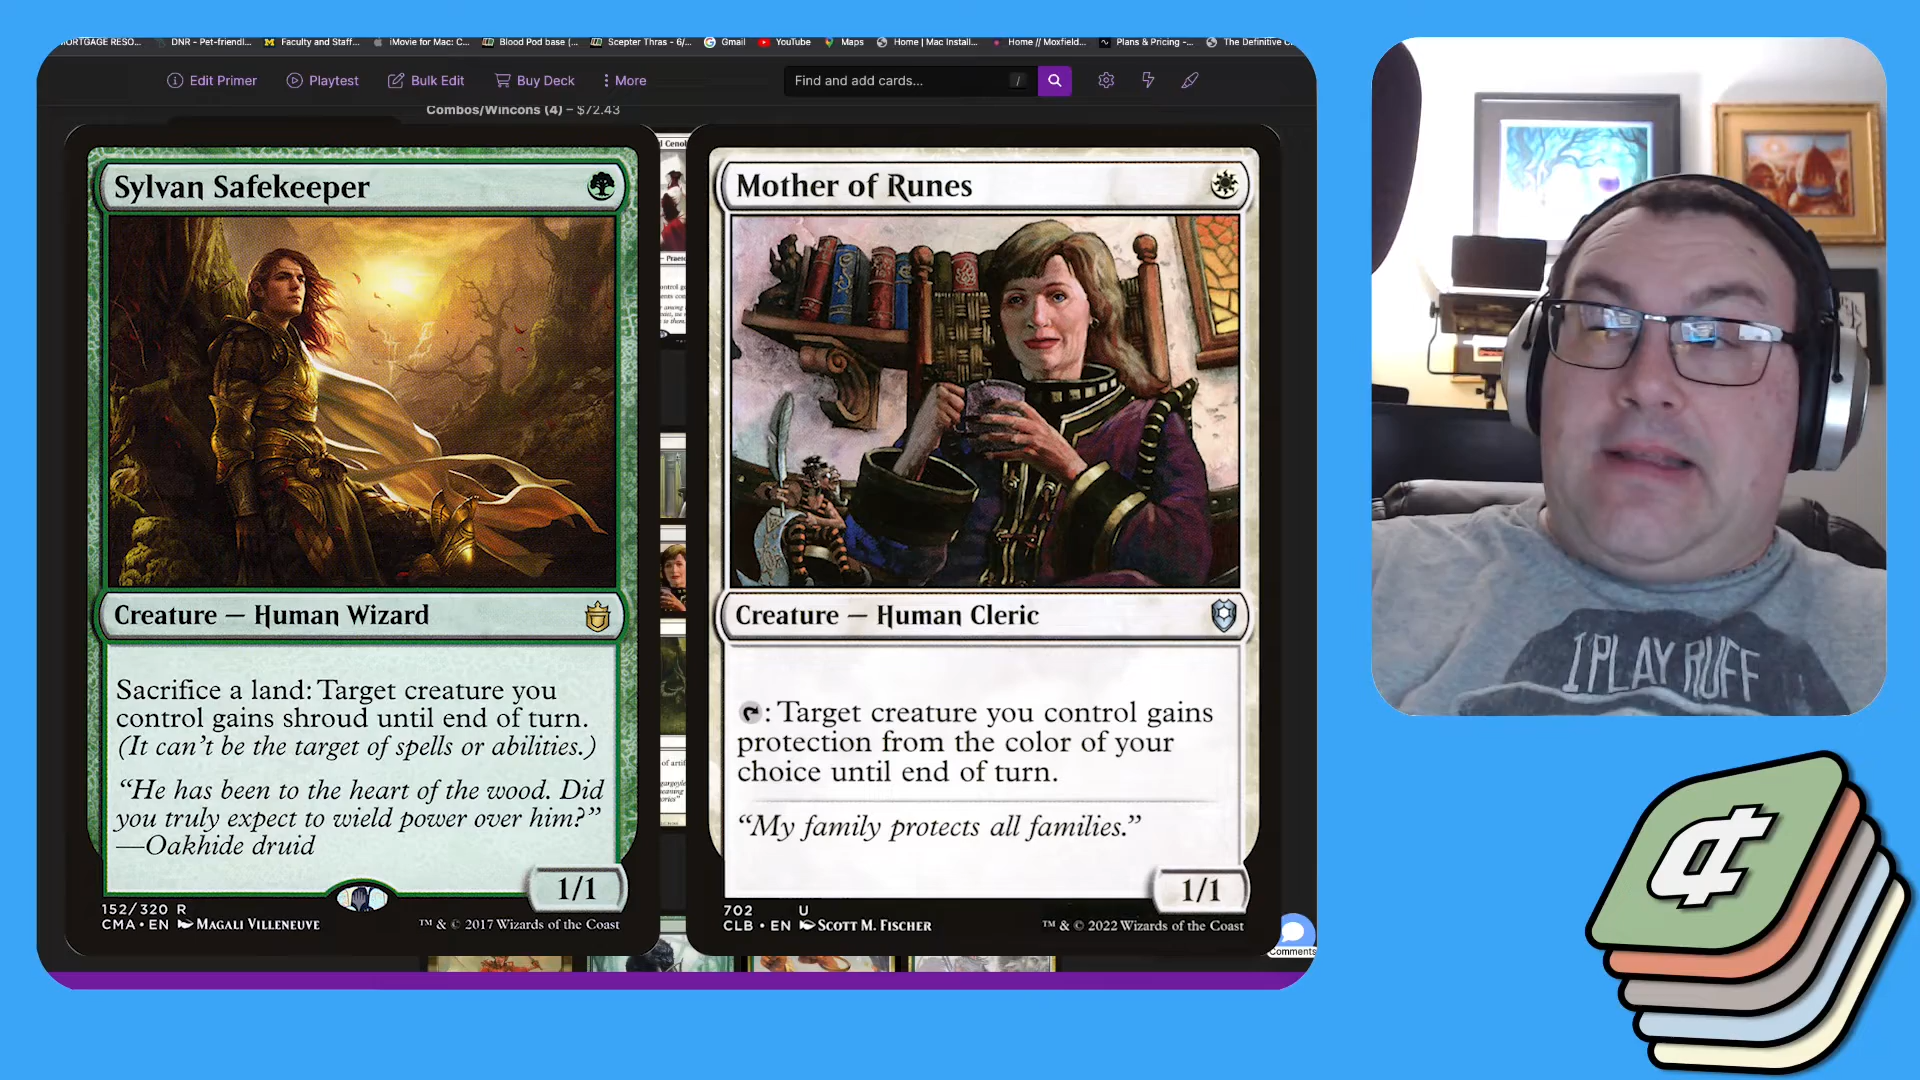 MORTGAGE RESO... DNR - Pet-friendl... Faculty and Staff... iMovie for Mac: C... Blood Pod base (... Scepter Thras - 6/... Gmail YouTube Maps Home | Mac Instal... Home // Moxfield... Plans & Pricing -... The Definitive
Edit Primer Playtest Bulk Edit Buy Deck More Find and add cards... /
Combos/Wincons (4) – $72.43
Sylvan Safekeeper
Creature — Human Wizard
Sacrifice a land: Target creature you
control gains shroud until end of turn.
(It can't be the target of spells or abilities.)
“He has been to the heart of the wood. Did
you truly expect to wield power over him?”
—Oakhide druid
1/1
152/320 R
CMA • EN Magali Villeneuve ™ & © 2017 Wizards of the Coast
Mother of Runes
Creature — Human Cleric
: Target creature you control gains
protection from the color of your
choice until end of turn.
“My family protects all families.”
1/1
702 U
CLB • EN Scott M. Fischer ™ & © 2022 Wizards of the Coast
Comments
I PLAY RUFF